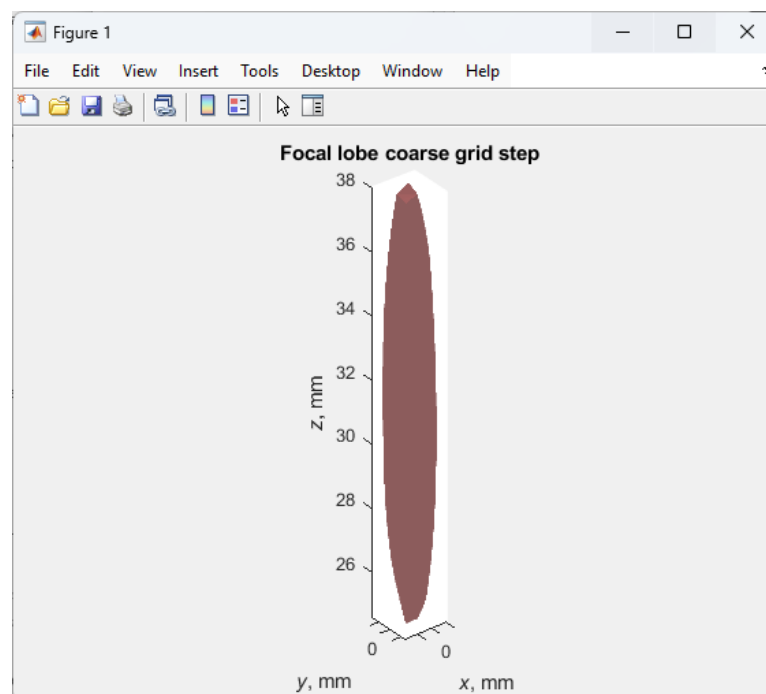 Figure 1
File Edit View Insert Tools Desktop Window Help
Focal lobe coarse grid step
38
36
34
32
30
28
26
z, mm
0 0
y, mm x, mm